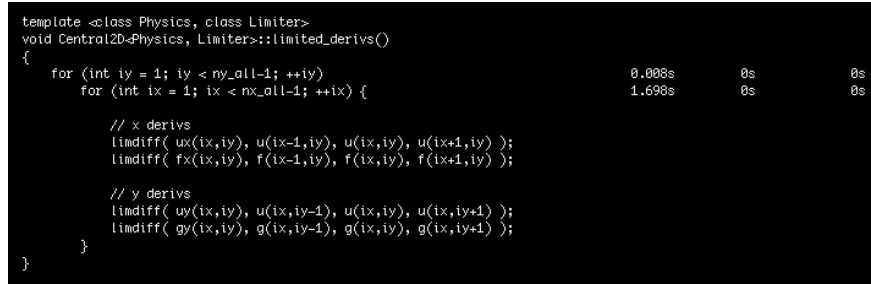 template <class Physics, class Limiter>
void Central2D<Physics, Limiter>::limited_derivs()
{
    for (int iy = 1; iy < ny_all-1; ++iy)    0.008s    0s    0s
        for (int ix = 1; ix < nx_all-1; ++ix) {    1.698s    0s    0s
            // x derivs
            limdiff( ux(ix,iy), u(ix-1,iy), u(ix,iy), u(ix+1,iy) );
            limdiff( fx(ix,iy), f(ix-1,iy), f(ix,iy), f(ix+1,iy) );
            // y derivs
            limdiff( uy(ix,iy), u(ix,iy-1), u(ix,iy), u(ix,iy+1) );
            limdiff( gy(ix,iy), g(ix,iy-1), g(ix,iy), g(ix,iy+1) );
        }
}